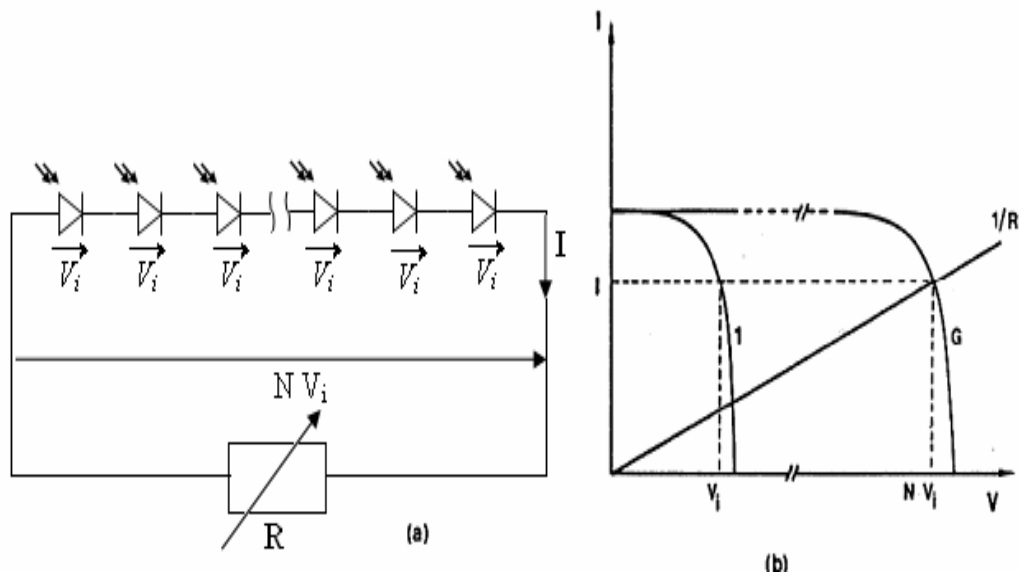 V_i V_i V_i V_i V_i V_i
I
N V_i
R
(a)
I
1/R
I
1
G
V_i
N V_i
V
(b)